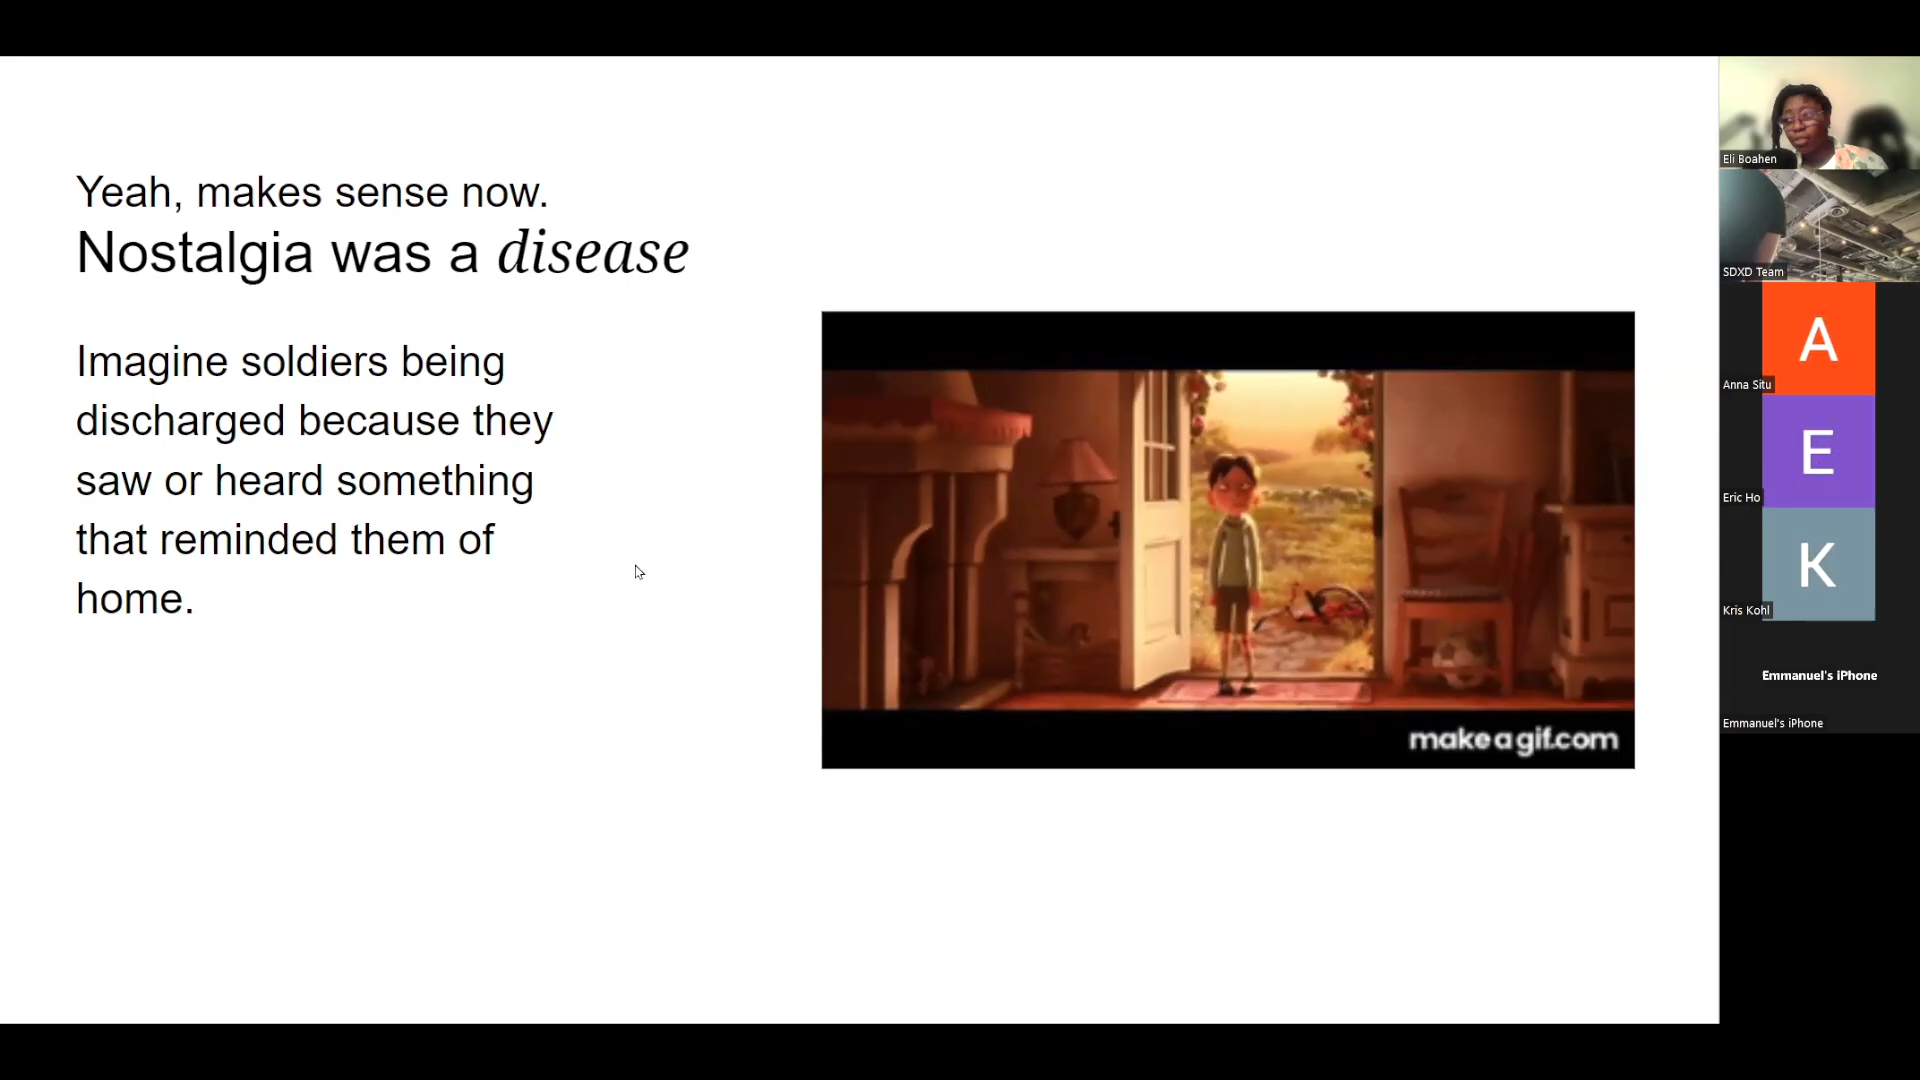 Yeah, makes sense now.
Nostalgia was a disease
Imagine soldiers being
discharged because they
saw or heard something
that reminded them of
home.
makeagif.com
Eli Boahen
SDXD Team
A
Anna Situ
E
Eric Ho
K
Kris Kohl
Emmanuel's iPhone
Emmanuel's iPhone